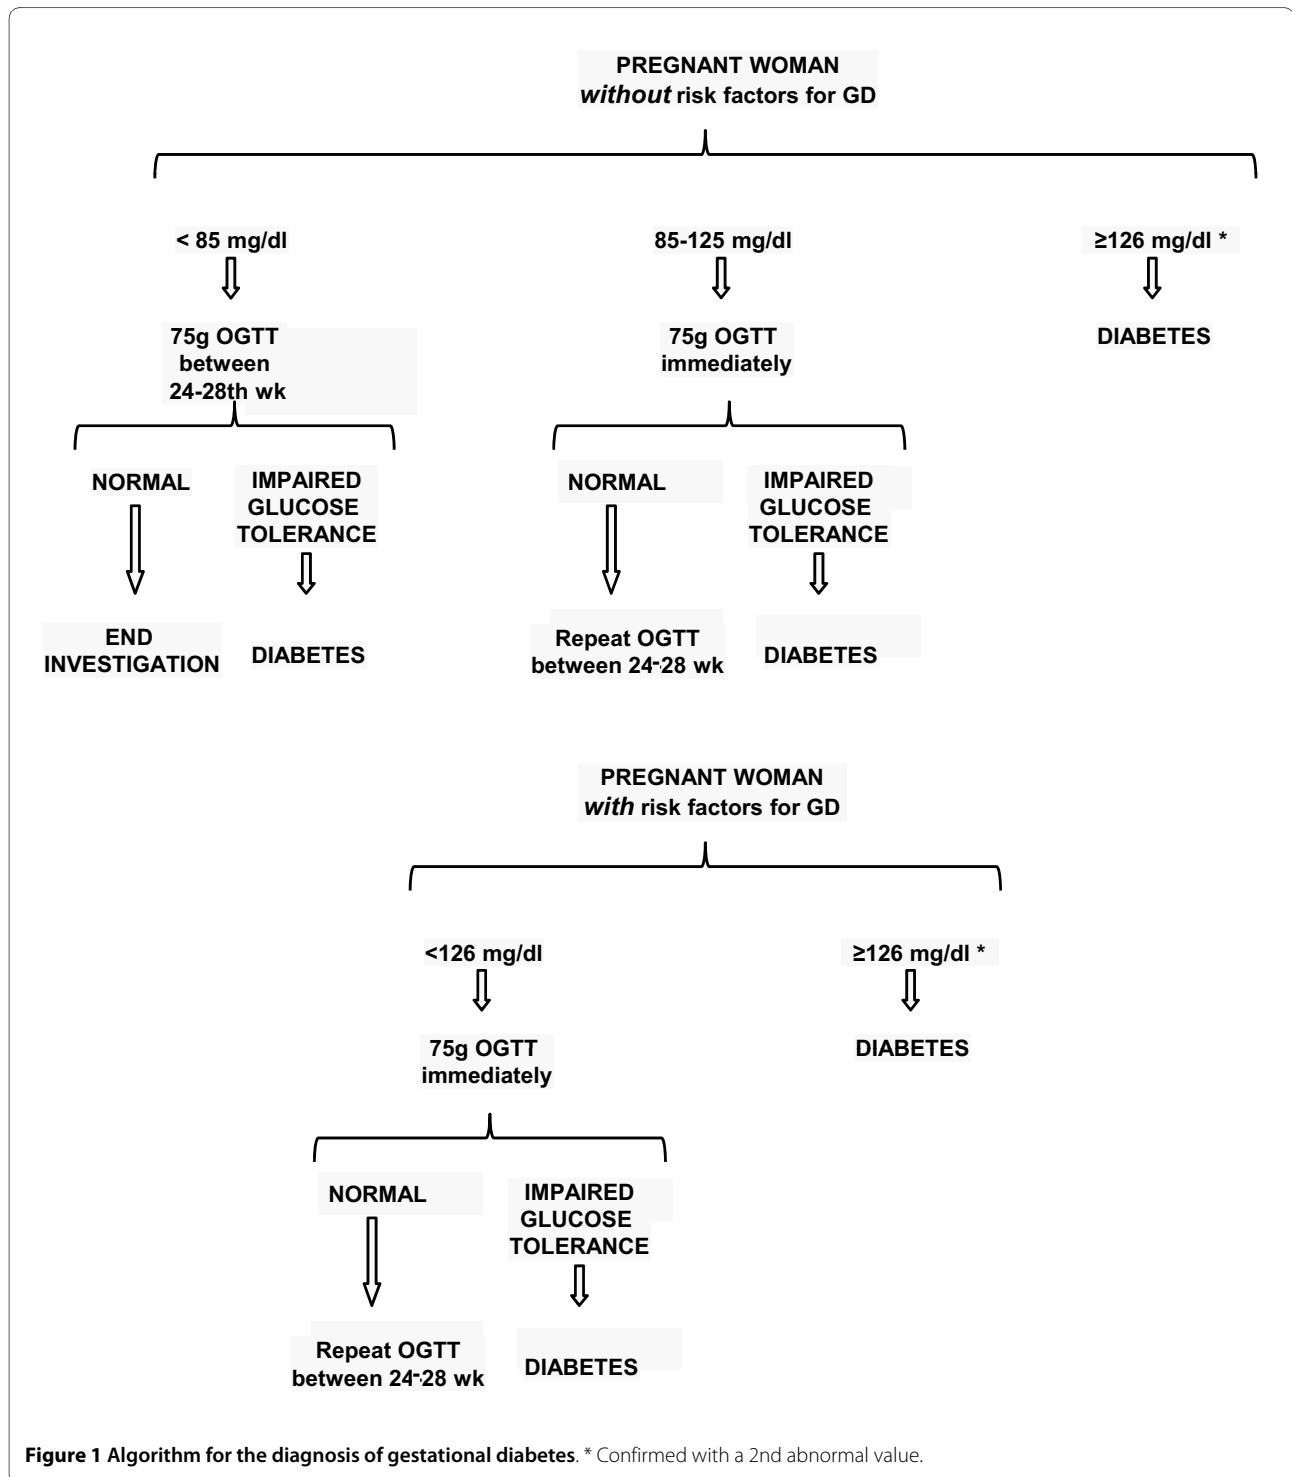 PREGNANT WOMAN
without risk factors for GD
< 85 mg/dl
85-125 mg/dl
≥126 mg/dl *
75g OGTT
between
24-28th wk
75g OGTT
immediately
DIABETES
NORMAL
IMPAIRED
GLUCOSE
TOLERANCE
NORMAL
IMPAIRED
GLUCOSE
TOLERANCE
END
INVESTIGATION
DIABETES
Repeat OGTT
between 24-28 wk
DIABETES
PREGNANT WOMAN
with risk factors for GD
<126 mg/dl
≥126 mg/dl *
75g OGTT
immediately
DIABETES
NORMAL
IMPAIRED
GLUCOSE
TOLERANCE
Repeat OGTT
between 24-28 wk
DIABETES
Figure 1 Algorithm for the diagnosis of gestational diabetes. * Confirmed with a 2nd abnormal value.